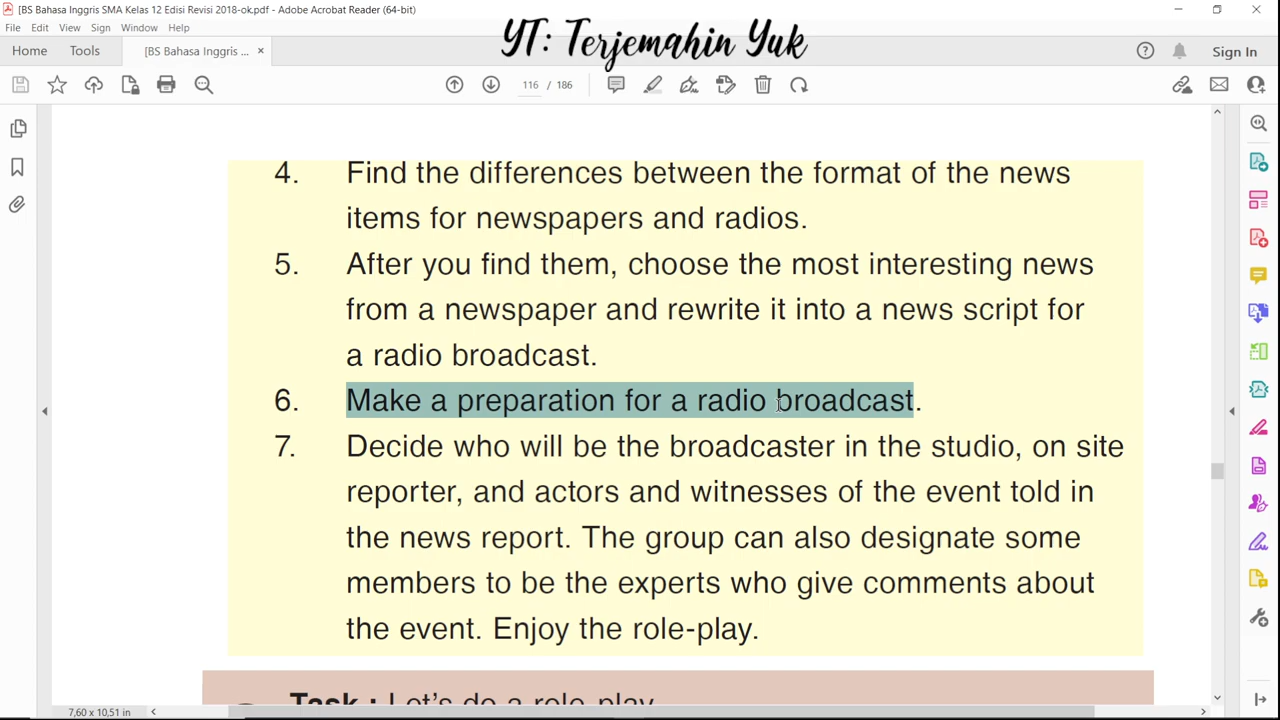 [BS Bahasa Inggris SMA Kelas 12 Edisi Revisi 2018-ok.pdf - Adobe Acrobat Reader (64-bit)
YT: Terjemahin Yuk
File Edit View Sign Window Help
Home Tools [BS Bahasa Inggris ... × Sign In
116 / 186
4. Find the differences between the format of the news
items for newspapers and radios.
5. After you find them, choose the most interesting news
from a newspaper and rewrite it into a news script for
a radio broadcast.
6. Make a preparation for a radio broadcast.
7. Decide who will be the broadcaster in the studio, on site
reporter, and actors and witnesses of the event told in
the news report. The group can also designate some
members to be the experts who give comments about
the event. Enjoy the role-play.
Task : Let's do a role-play
7,60 x 10,51 in